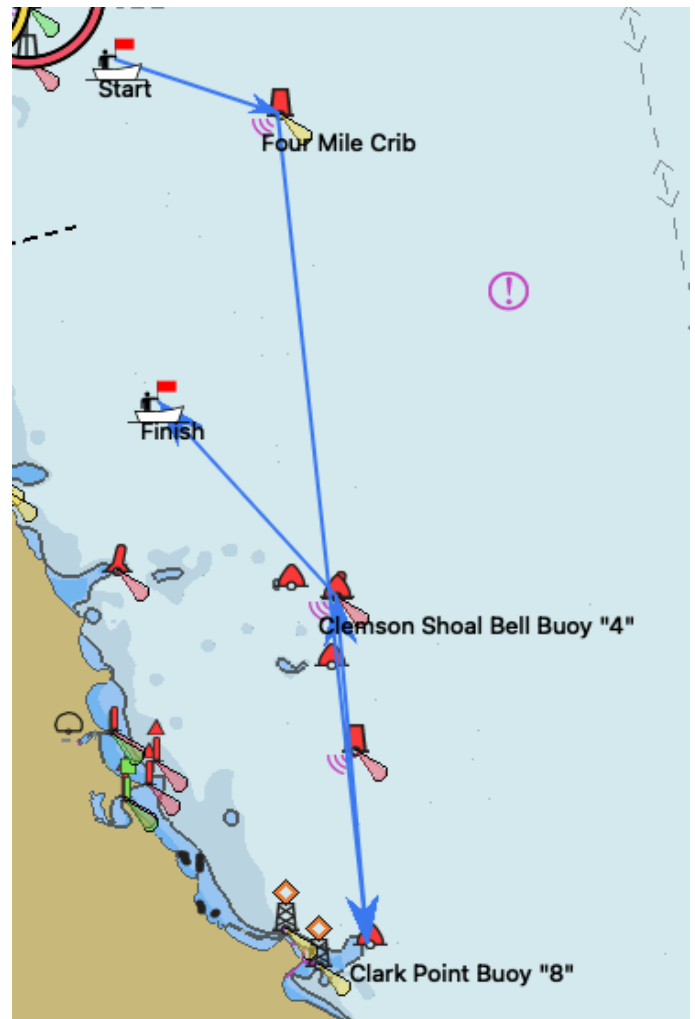 Start
Four Mile Crib
Finish
Clemson Shoal Bell Buoy "4"
Clark Point Buoy "8"